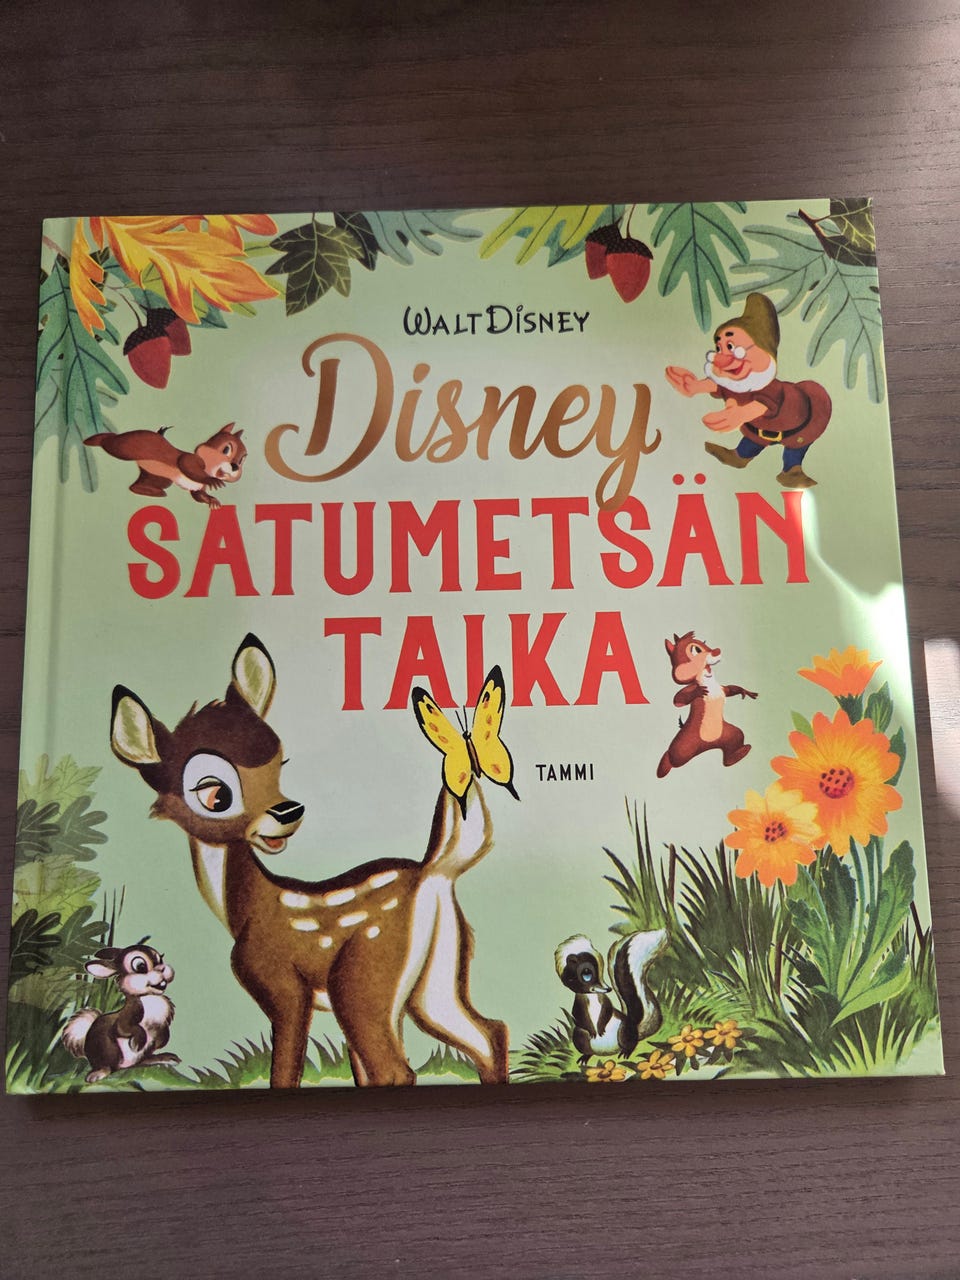 WALT DISNEY
Disney
SATUMETSÄN
TAIKA
TAMMI